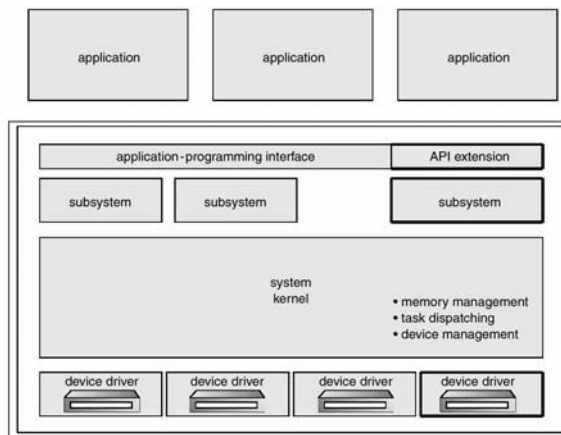 application
application
application
application-programming interface
API extension
subsystem
subsystem
subsystem
system
kernel
• memory management
• task dispatching
• device management
device driver
device driver
device driver
device driver